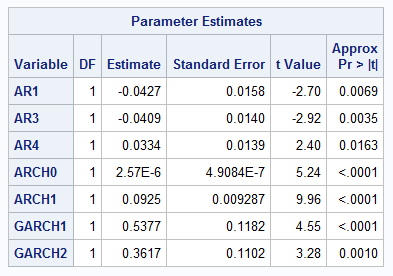 Parameter Estimates
Variable DF Estimate Standard Error t Value Approx Pr > |t|
AR1 1 -0.0427 0.0158 -2.70 0.0069
AR3 1 -0.0409 0.0140 -2.92 0.0035
AR4 1 0.0334 0.0139 2.40 0.0163
ARCH0 1 2.57E-6 4.9084E-7 5.24 <.0001
ARCH1 1 0.0925 0.009287 9.96 <.0001
GARCH1 1 0.5377 0.1182 4.55 <.0001
GARCH2 1 0.3617 0.1102 3.28 0.0010